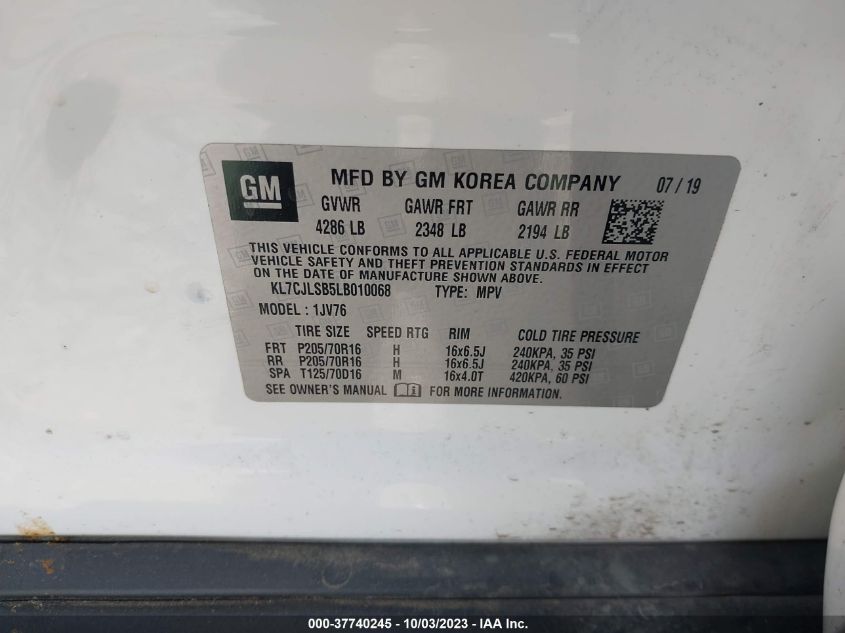 GM
MFD BY GM KOREA COMPANY 07 / 19
GVWR GAWR FRT GAWR RR
4286 LB 2348 LB 2194 LB
THIS VEHICLE CONFORMS TO ALL APPLICABLE U.S. FEDERAL MOTOR
VEHICLE SAFETY AND THEFT PREVENTION STANDARDS IN EFFECT
ON THE DATE OF MANUFACTURE SHOWN ABOVE.
KL7CJLSB5LB010068 TYPE: MPV
MODEL : 1JV76
TIRE SIZE SPEED RTG RIM COLD TIRE PRESSURE
FRT P205/70R16 H 16x6.5J 240KPA, 35 PSI
RR P205/70R16 H 16x6.5J 240KPA, 35 PSI
SPA T125/70D16 M 16x4.0T 420KPA, 60 PSI
SEE OWNER'S MANUAL FOR MORE INFORMATION.
000-37740245 - 10/03/2023 - IAA Inc.